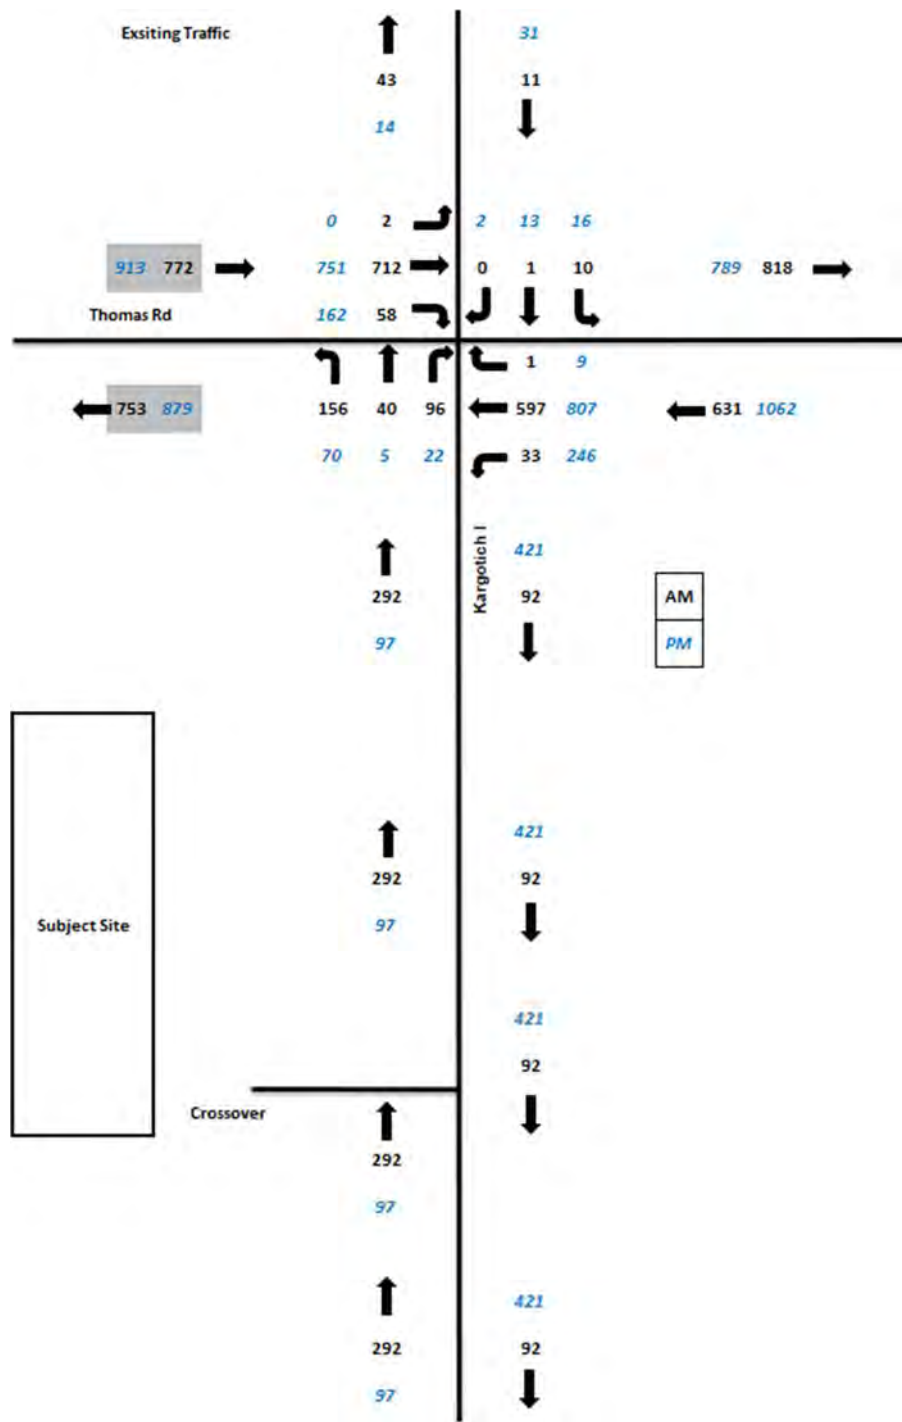 Exsiting Traffic
31
43 11
14
0 2 2 13 16
913 772 751 712 0 1 10 789 818
Thomas Rd 162 58
1 9
753 879 156 40 96 597 807 631 1062
70 5 22 33 246
Kargotich I
421
292 92 AM
97 PM
421
292 92
Subject Site 97
421
92
Crossover
292
97
421
292 92
97